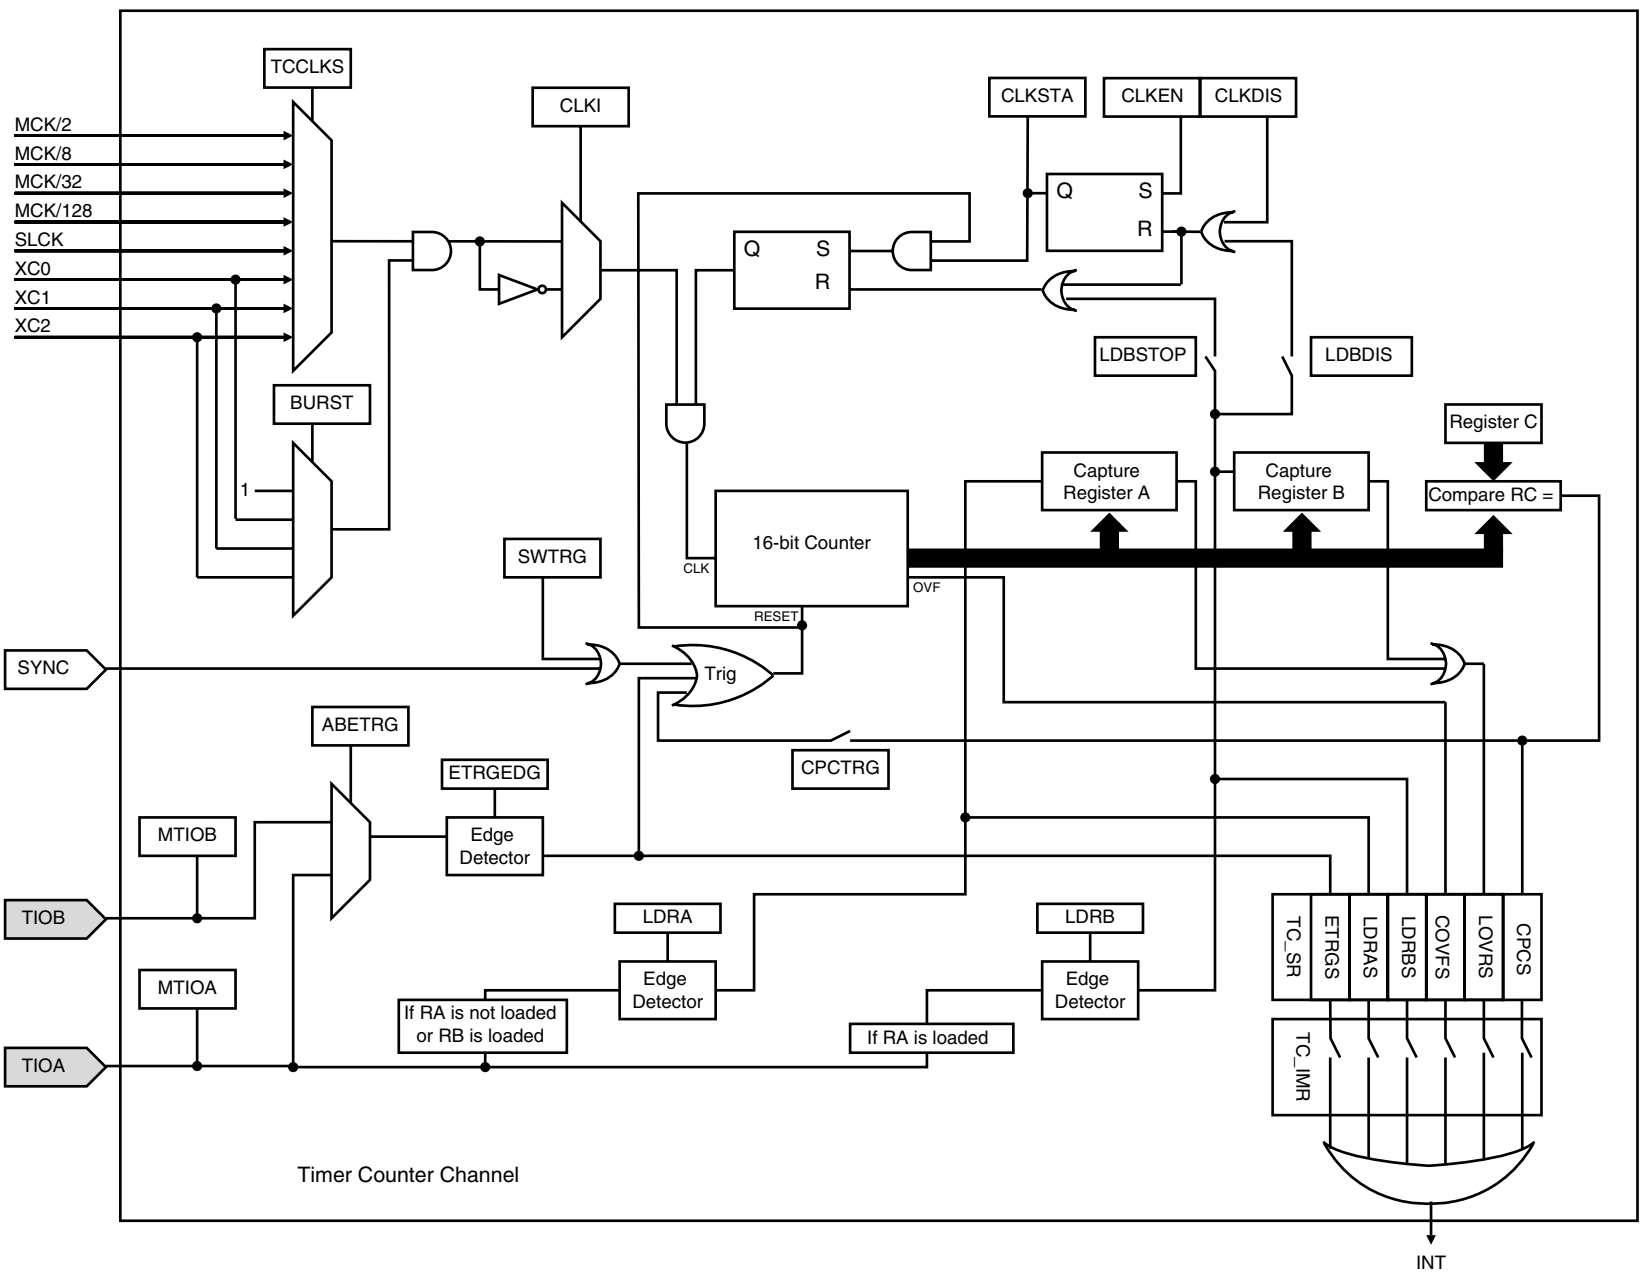 TCCLKS
CLKI
CLKSTA
CLKEN
CLKDIS
MCK/2
MCK/8
MCK/32
MCK/128
SLCK
XC0
XC1
XC2
Q
S
R
Q
S
R
LDBSTOP
LDBDIS
BURST
1
Register C
Capture
Register A
Capture
Register B
Compare RC =
16-bit Counter
CLK
OVF
RESET
SWTRG
SYNC
Trig
ABETRG
ETRGEDG
CPCTRG
MTIOB
Edge
Detector
TIOB
LDRA
LDRB
MTIOA
Edge
Detector
Edge
Detector
If RA is not loaded
or RB is loaded
If RA is loaded
TIOA
TC_SR
ETRGS
LDRAS
LDRBS
COVFS
LOVRS
CPCS
TC_IMR
Timer Counter Channel
INT